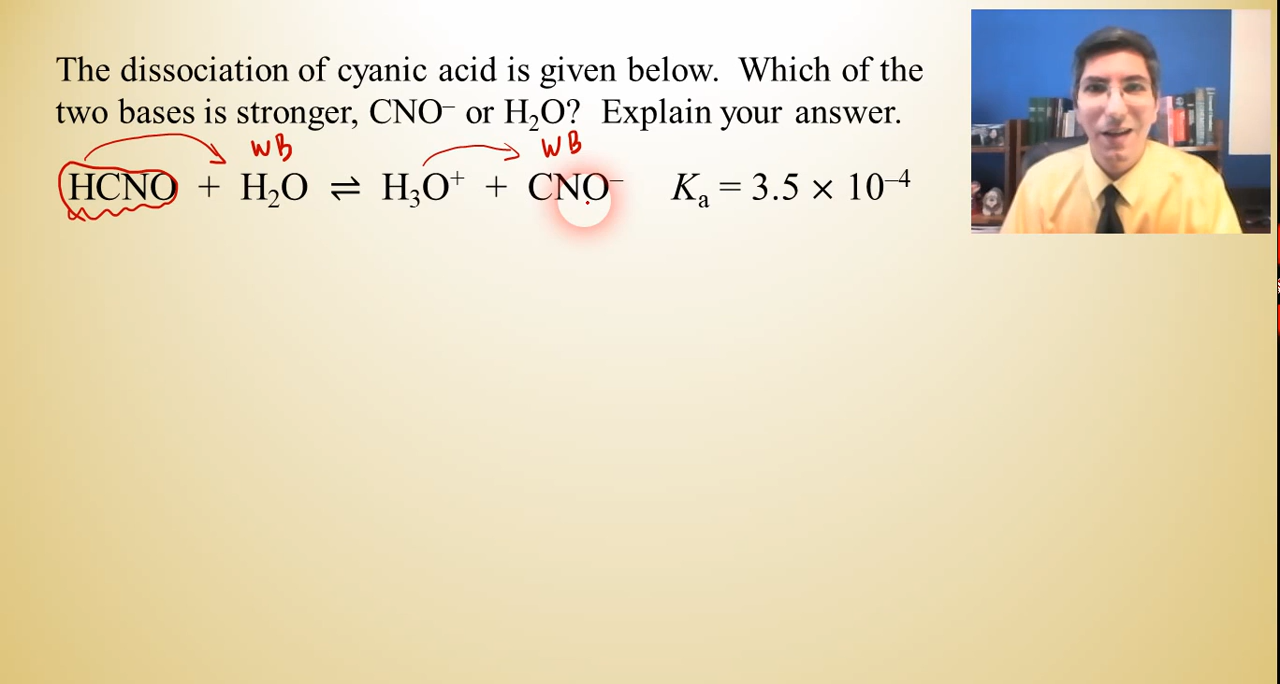 The dissociation of cyanic acid is given below. Which of the
two bases is stronger, CNO⁻ or H₂O? Explain your answer.
WB WB
HCNO + H₂O ⇌ H₃O⁺ + CNO⁻ Kₐ = 3.5 × 10⁻⁴